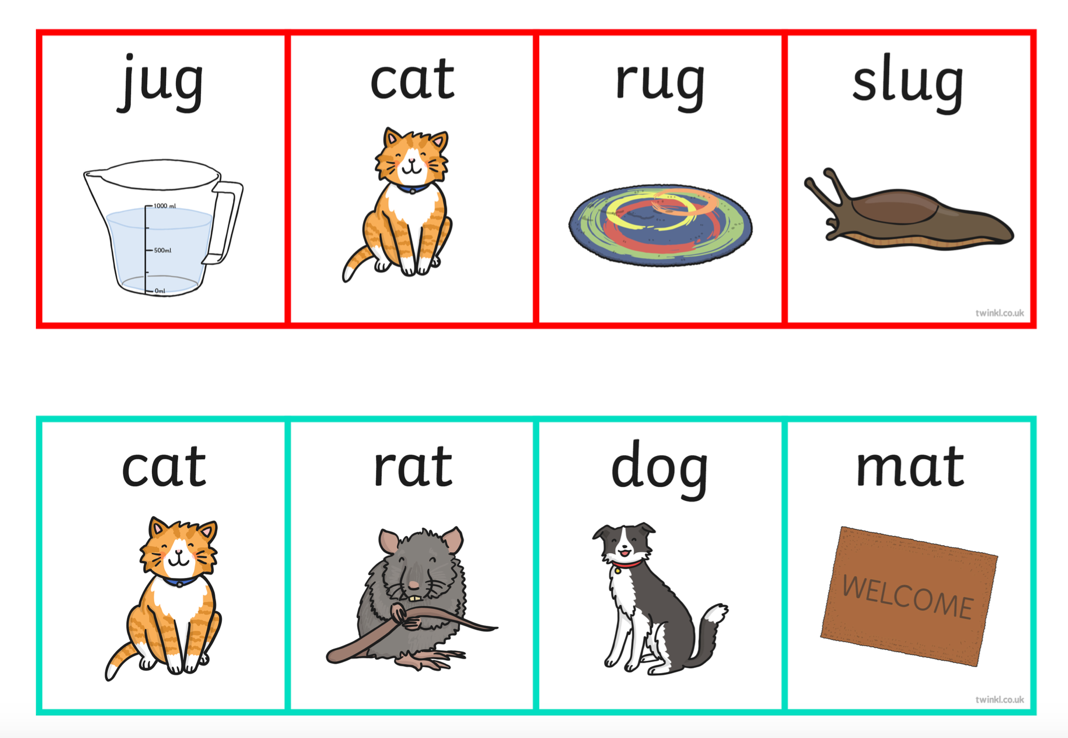 jug cat rug slug
1000 ml
500ml
0ml
twinkl.co.uk
cat rat dog mat
WELCOME
twinkl.co.uk